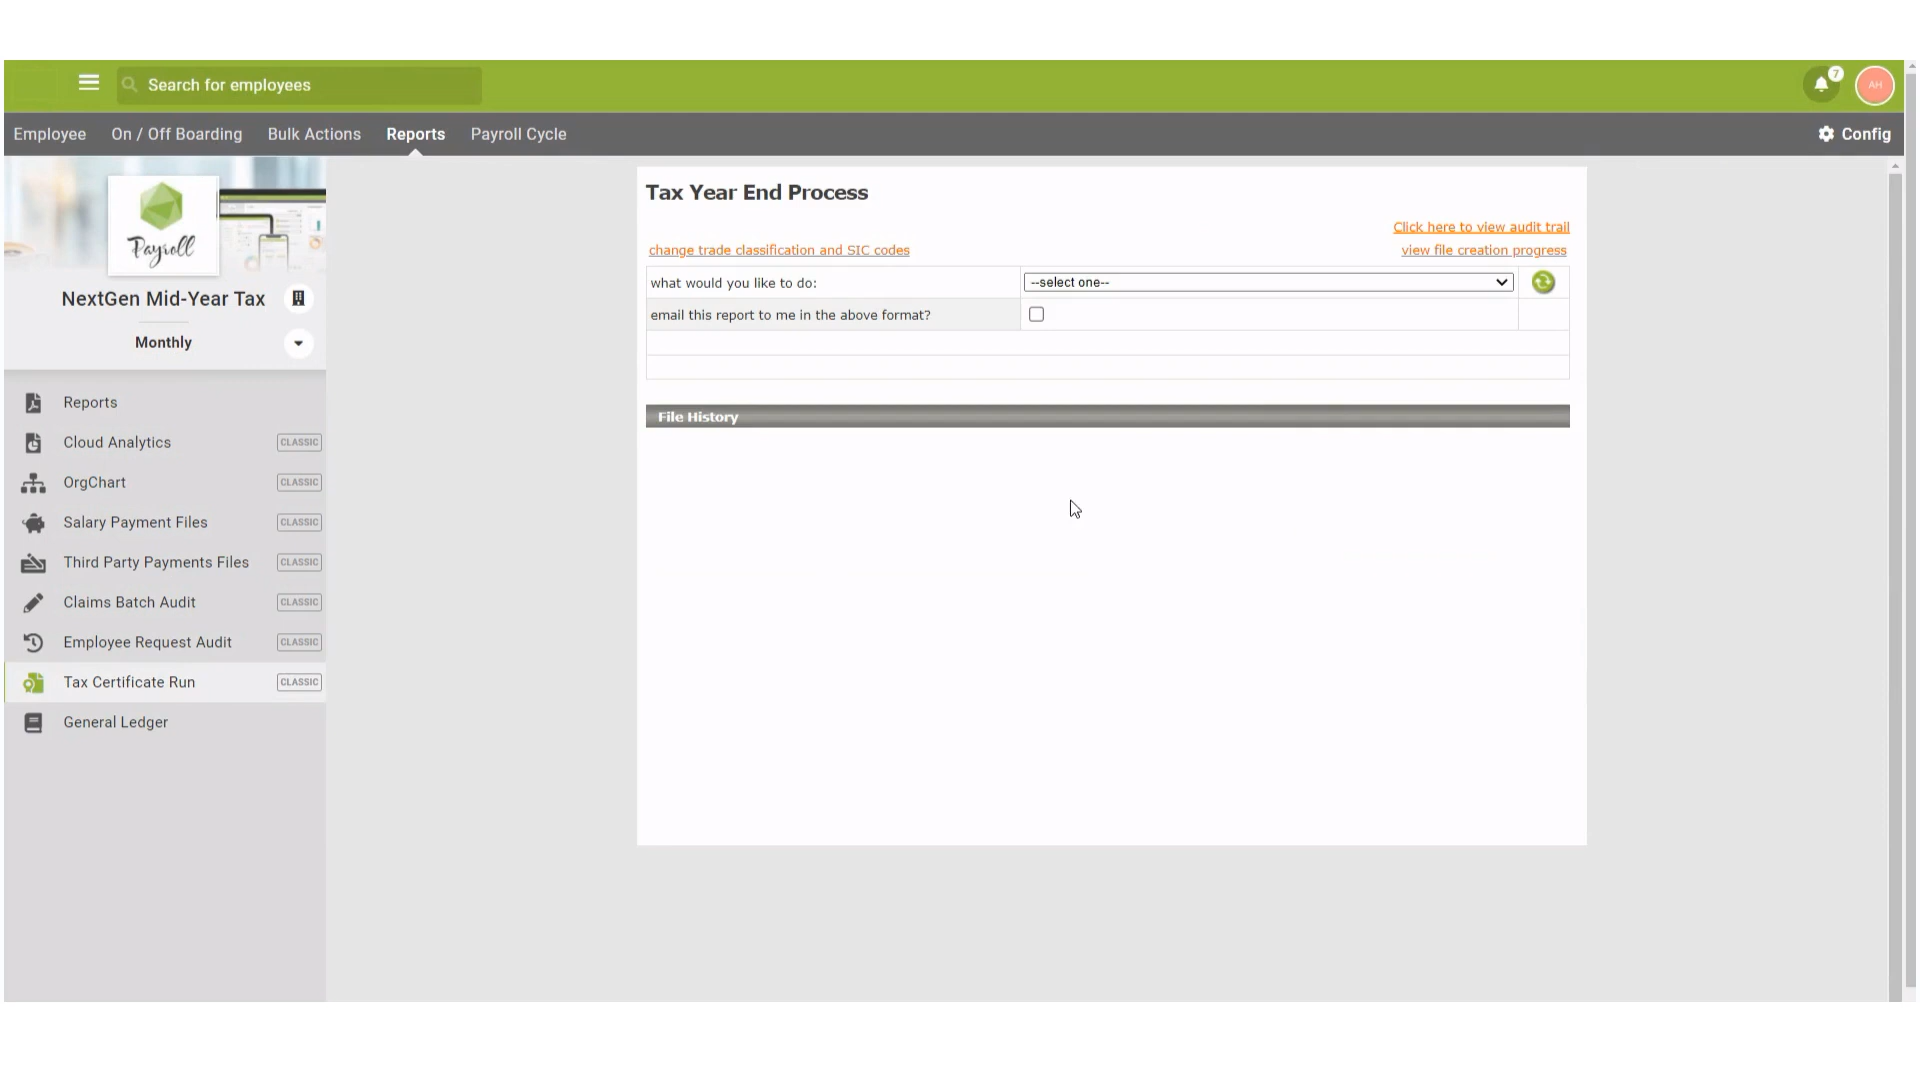 Search for employees
7
AH
Employee On / Off Boarding Bulk Actions Reports Payroll Cycle Config
Payroll
NextGen Mid-Year Tax
Monthly
Reports
Cloud Analytics CLASSIC
OrgChart CLASSIC
Salary Payment Files CLASSIC
Third Party Payments Files CLASSIC
Claims Batch Audit CLASSIC
Employee Request Audit CLASSIC
Tax Certificate Run CLASSIC
General Ledger
Tax Year End Process
Click here to view audit trail
change trade classification and SIC codes view file creation progress
what would you like to do: --select one--
email this report to me in the above format?
File History